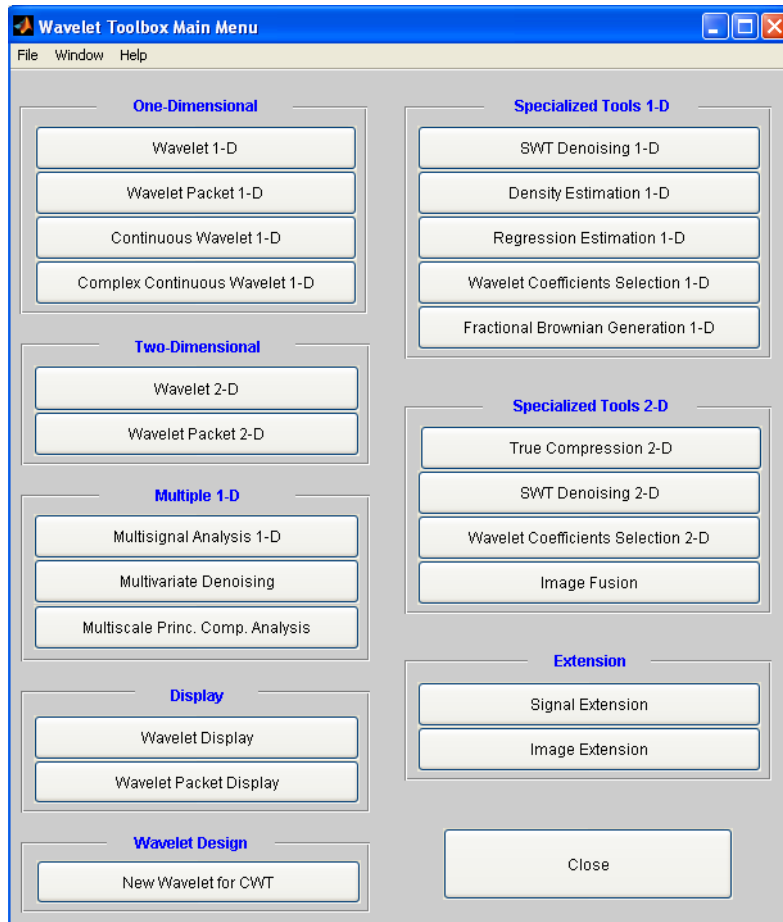 Wavelet Toolbox Main Menu
File Window Help
One-Dimensional
Wavelet 1-D
Wavelet Packet 1-D
Continuous Wavelet 1-D
Complex Continuous Wavelet 1-D
Two-Dimensional
Wavelet 2-D
Wavelet Packet 2-D
Multiple 1-D
Multisignal Analysis 1-D
Multivariate Denoising
Multiscale Princ. Comp. Analysis
Display
Wavelet Display
Wavelet Packet Display
Wavelet Design
New Wavelet for CWT
Specialized Tools 1-D
SWT Denoising 1-D
Density Estimation 1-D
Regression Estimation 1-D
Wavelet Coefficients Selection 1-D
Fractional Brownian Generation 1-D
Specialized Tools 2-D
True Compression 2-D
SWT Denoising 2-D
Wavelet Coefficients Selection 2-D
Image Fusion
Extension
Signal Extension
Image Extension
Close